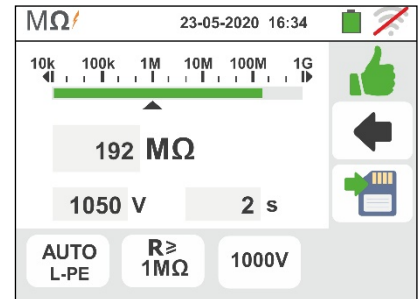 MΩ 23-05-2020 16:34
10k 100k 1M 10M 100M 1G
192 MΩ
1050 V 2 s
AUTO R≥ 1000V
L-PE 1MΩ